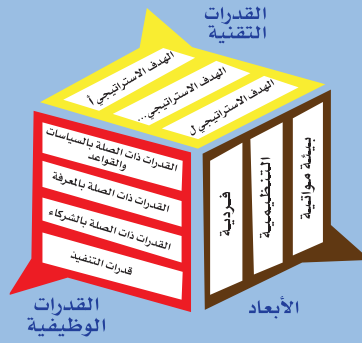 القدرات
التقنية
الهدف الاستراتيجي أ
الهدف الاستراتيجي...
الهدف الاستراتيجي ل
القدرات ذات الصلة بالسياسات
والقواعد
القدرات ذات الصلة بالمعرفة
القدرات ذات الصلة بالشركاء
قدرات التنفيذ
فردية
التنظيمية
بيئة مواتية
القدرات
الوظيفية
الأبعاد